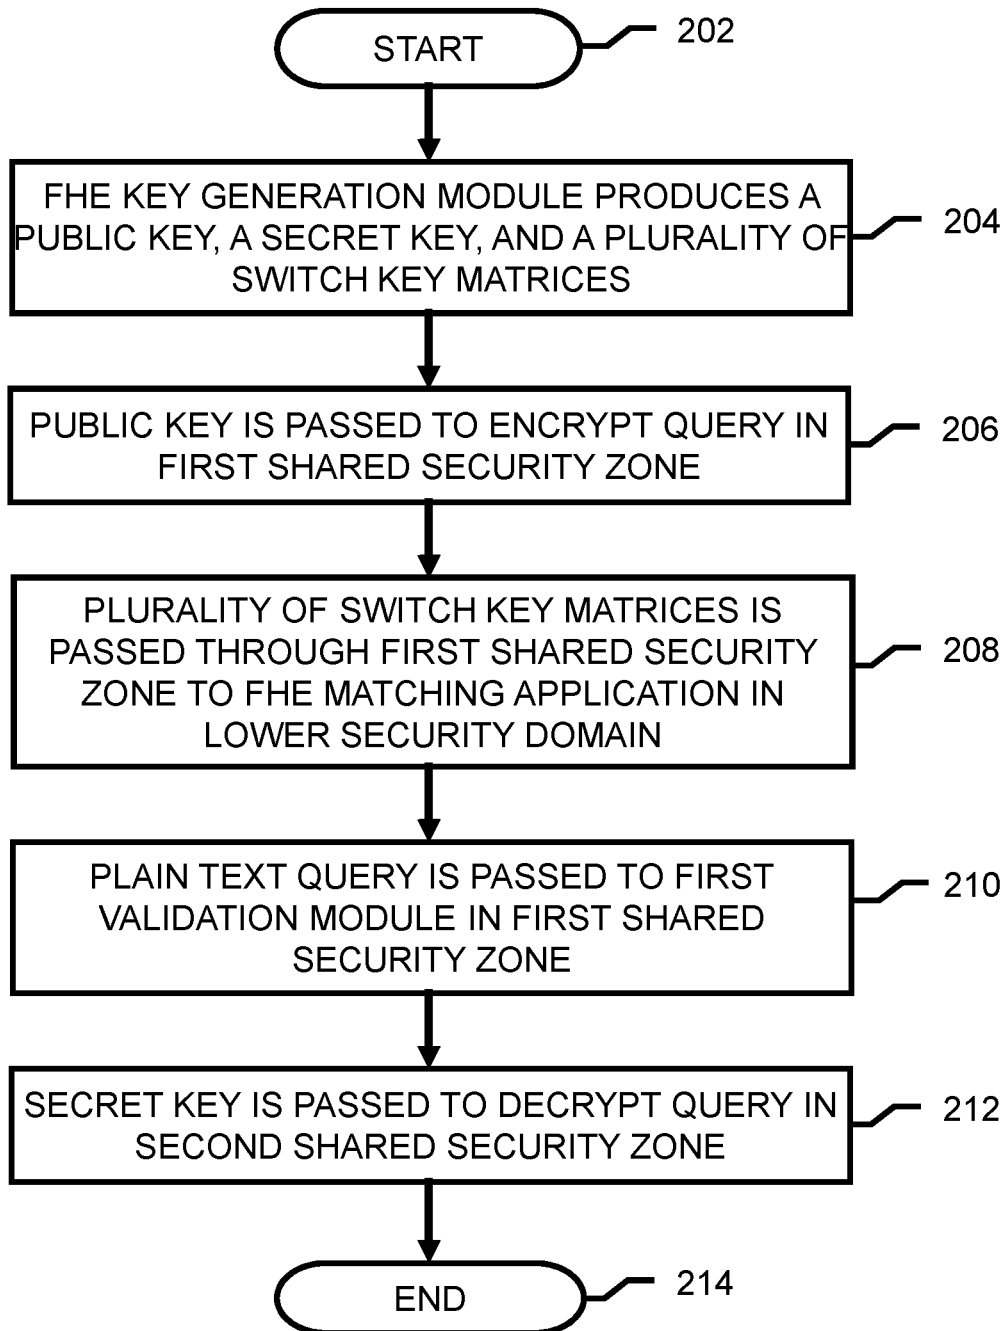 START
202
FHE KEY GENERATION MODULE PRODUCES A
PUBLIC KEY, A SECRET KEY, AND A PLURALITY OF
SWITCH KEY MATRICES
204
PUBLIC KEY IS PASSED TO ENCRYPT QUERY IN
FIRST SHARED SECURITY ZONE
206
PLURALITY OF SWITCH KEY MATRICES IS
PASSED THROUGH FIRST SHARED SECURITY
ZONE TO FHE MATCHING APPLICATION IN
LOWER SECURITY DOMAIN
208
PLAIN TEXT QUERY IS PASSED TO FIRST
VALIDATION MODULE IN FIRST SHARED
SECURITY ZONE
210
SECRET KEY IS PASSED TO DECRYPT QUERY IN
SECOND SHARED SECURITY ZONE
212
END
214